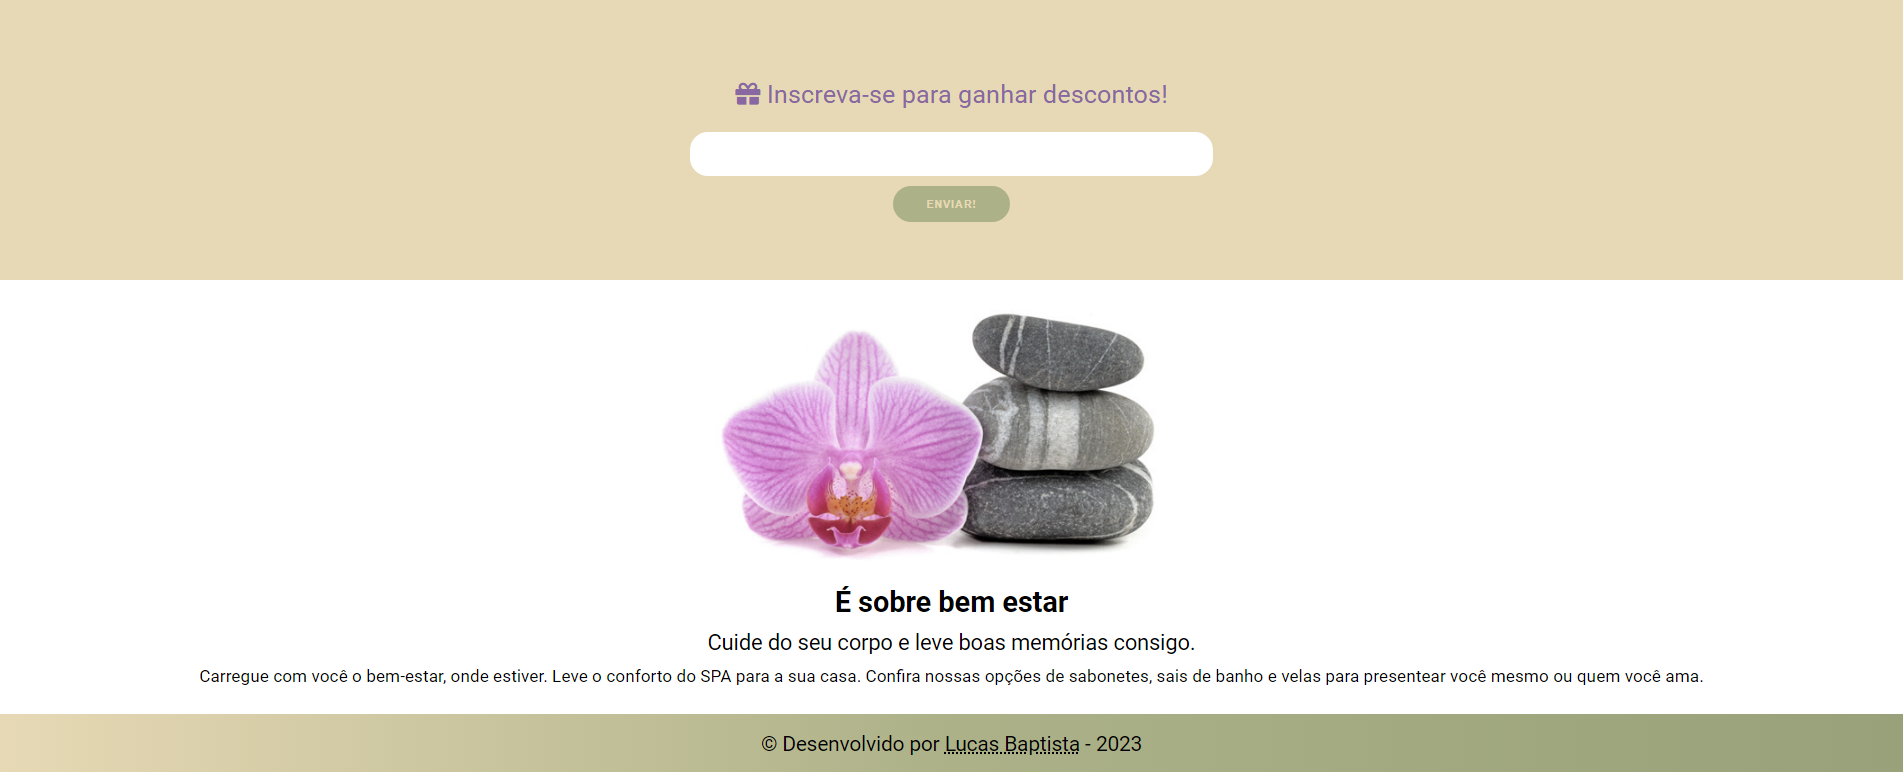 Inscreva-se para ganhar descontos!
ENVIAR!
É sobre bem estar
Cuide do seu corpo e leve boas memórias consigo.
Carregue com você o bem-estar, onde estiver. Leve o conforto do SPA para a sua casa. Confira nossas opções de sabonetes, sais de banho e velas para presentear você mesmo ou quem você ama.
© Desenvolvido por Lucas Baptista - 2023